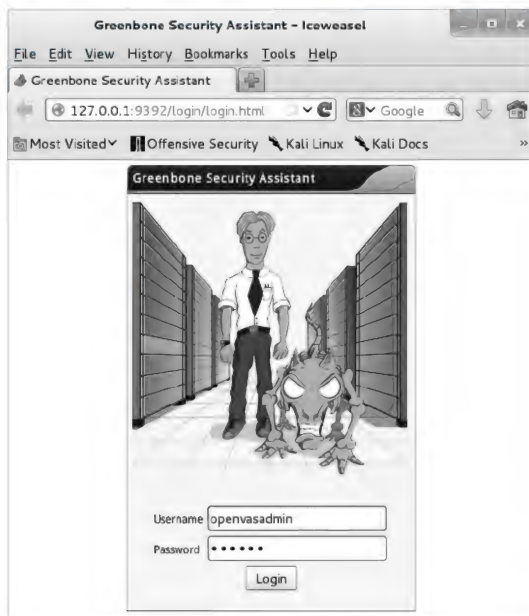 Greenbone Security Assistant - Iceweasel
File Edit View History Bookmarks Tools Help
Greenbone Security Assistant
127.0.0.1:9392/login/login.html
Google
Most Visited Offensive Security Kali Linux Kali Docs »
Greenbone Security Assistant
Username openvasadmin
Password ••••••
Login